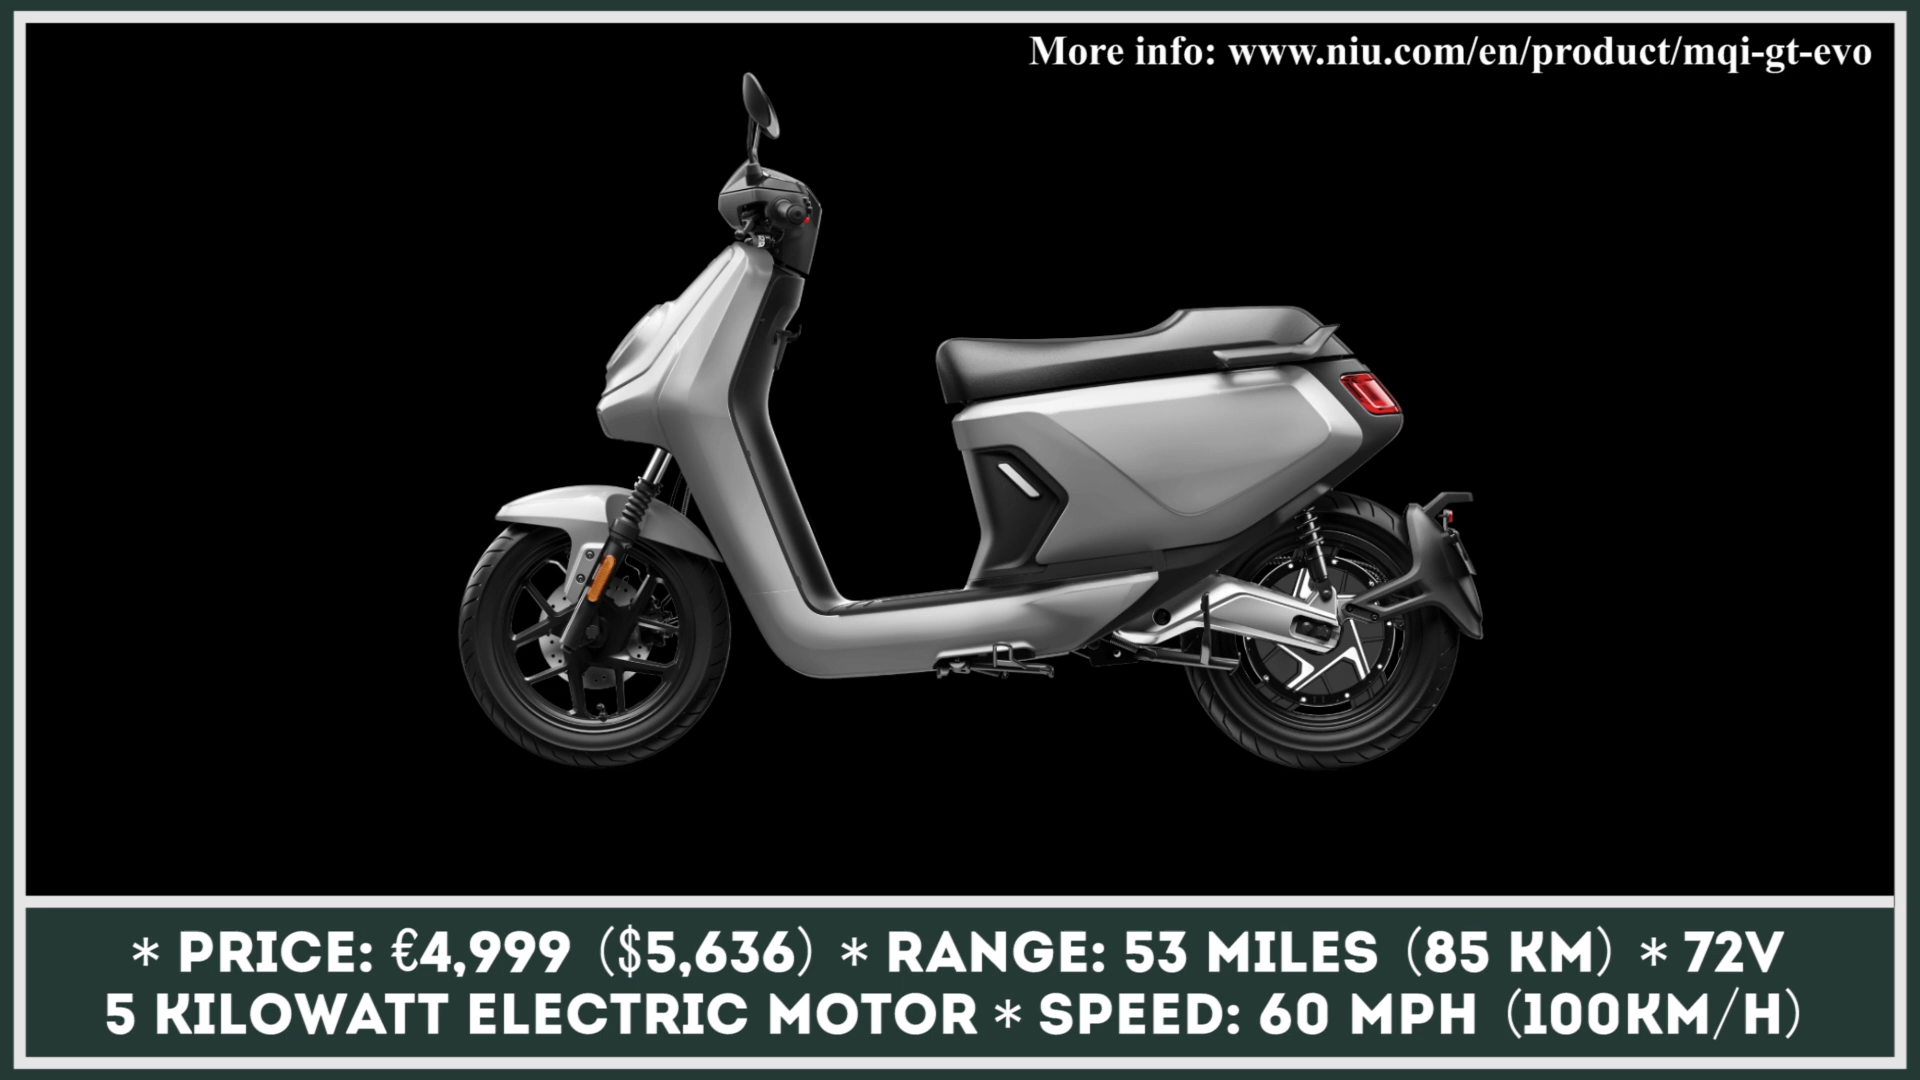 More info: www.niu.com/en/product/mqi-gt-evo
* PRICE: €4,999 ($5,636) * RANGE: 53 MILES (85 KM) * 72V
5 KILOWATT ELECTRIC MOTOR * SPEED: 60 MPH (100KM/H)